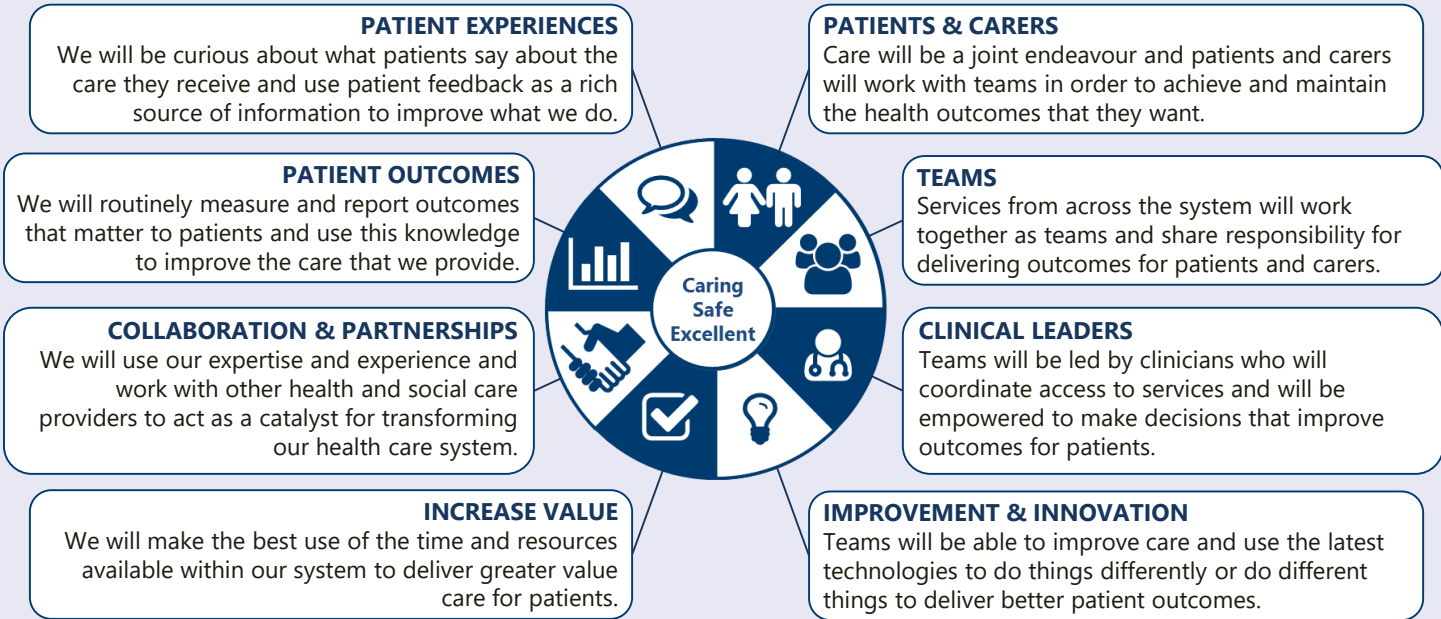 PATIENT EXPERIENCES
We will be curious about what patients say about the
care they receive and use patient feedback as a rich
source of information to improve what we do.
PATIENT OUTCOMES
We will routinely measure and report outcomes
that matter to patients and use this knowledge
to improve the care that we provide.
COLLABORATION & PARTNERSHIPS
We will use our expertise and experience and
work with other health and social care
providers to act as a catalyst for transforming
our health care system.
INCREASE VALUE
We will make the best use of the time and resources
available within our system to deliver greater value
care for patients.
Caring
Safe
Excellent
PATIENTS & CARERS
Care will be a joint endeavour and patients and carers
will work with teams in order to achieve and maintain
the health outcomes that they want.
TEAMS
Services from across the system will work
together as teams and share responsibility for
delivering outcomes for patients and carers.
CLINICAL LEADERS
Teams will be led by clinicians who will
coordinate access to services and will be
empowered to make decisions that improve
outcomes for patients.
IMPROVEMENT & INNOVATION
Teams will be able to improve care and use the latest
technologies to do things differently or do different
things to deliver better patient outcomes.